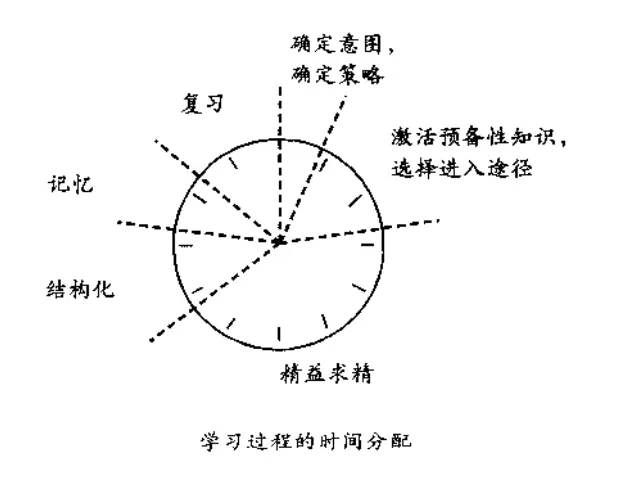 确定意图，
确定策略
复习
激活预备性知识，
选择进入途径
记忆
结构化
精益求精
学习过程的时间分配